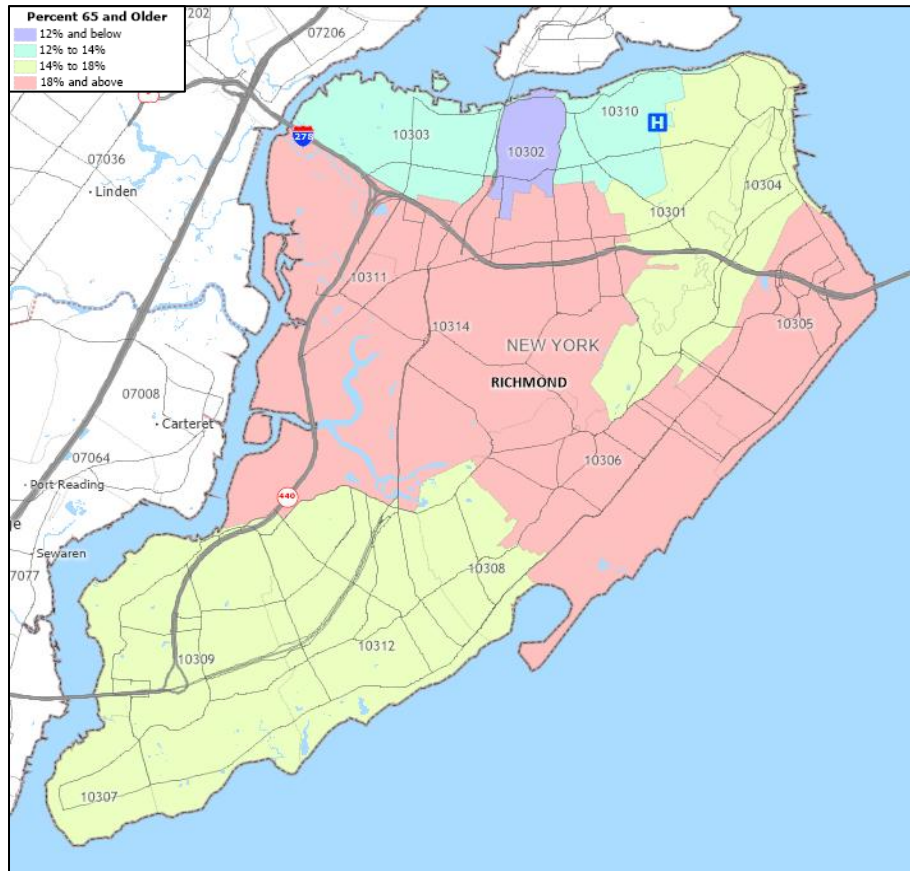 Percent 65 and Older
12% and below
12% to 14%
14% to 18%
18% and above
202
07206
278
10303
10310
H
10302
07036
Linden
10304
10301
10311
10314
10305
NEW YORK
RICHMOND
07008
Carteret
07064
10306
Port Reading
440
e
Sewaren
7077
10308
10312
10309
10307